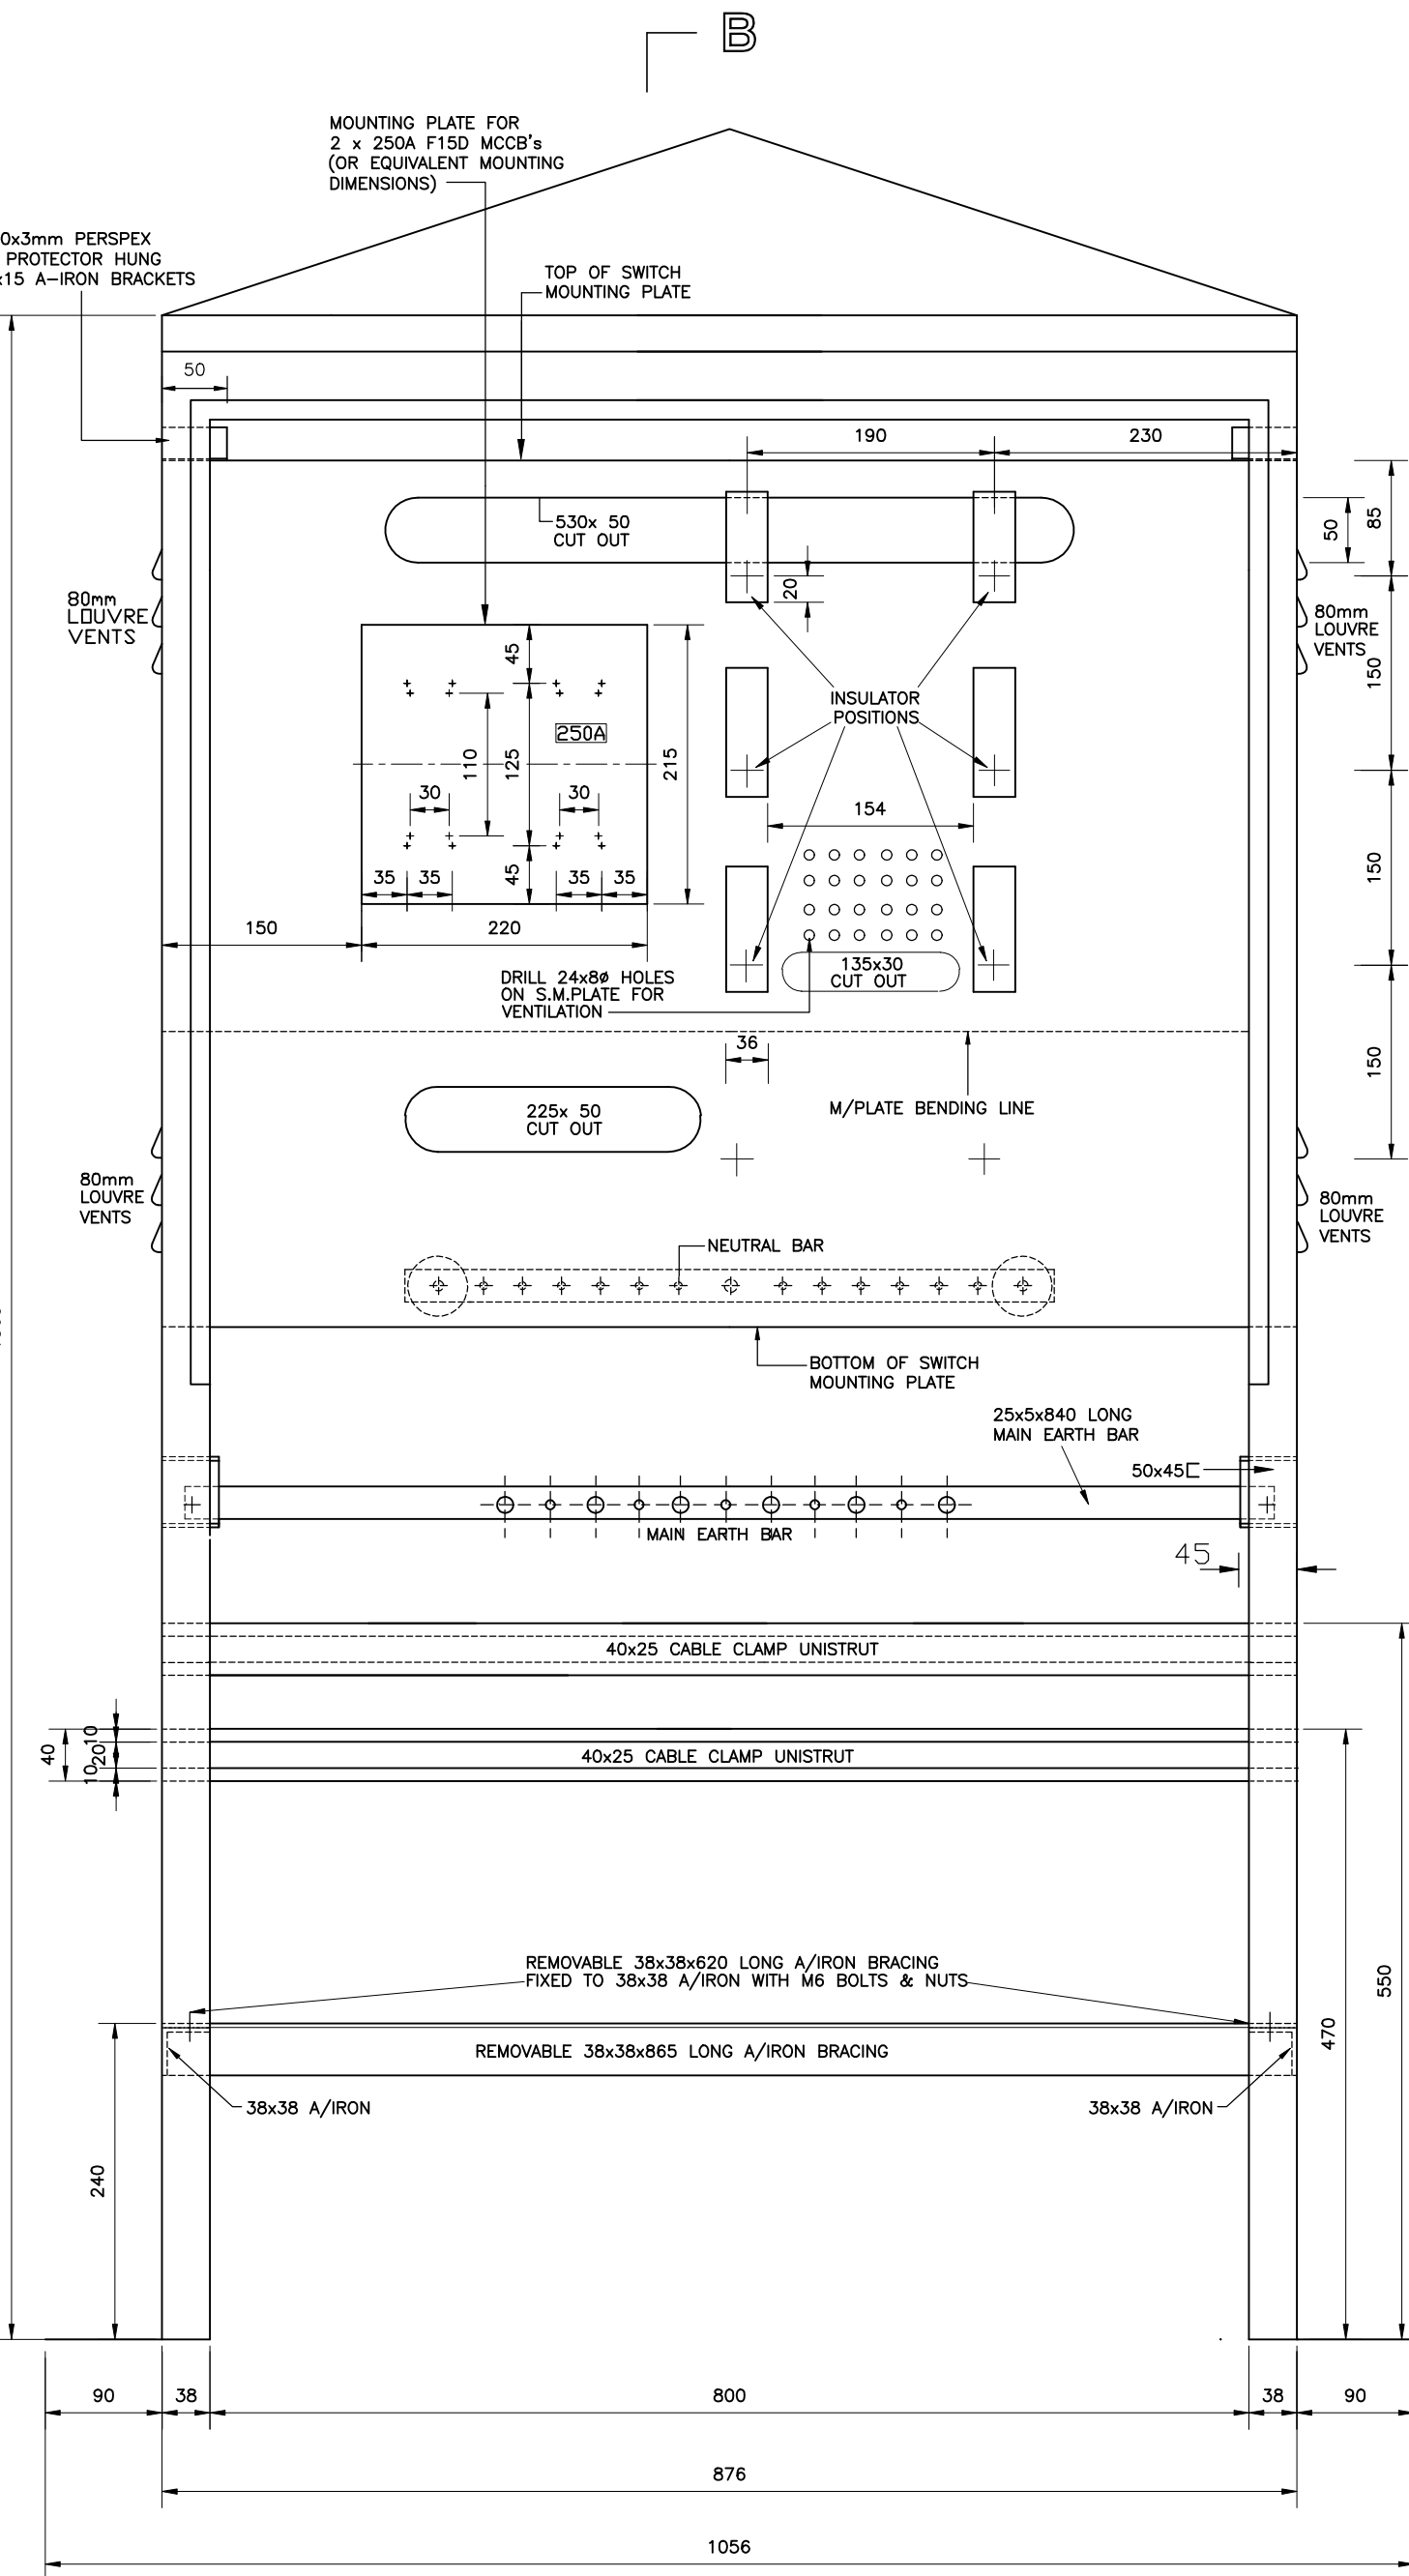 B
MOUNTING PLATE FOR
2 x 250A F15D MCCB's
(OR EQUIVALENT MOUNTING
DIMENSIONS)
0x3mm PERSPEX
PROTECTOR HUNG
x15 A-IRON BRACKETS
TOP OF SWITCH
MOUNTING PLATE
50
190
230
530x 50
CUT OUT
50
85
20
80mm
LOUVRE
VENTS
80mm
LOUVRE
VENTS
45
150
INSULATOR
POSITIONS
250A
110
125
215
30
30
154
35
35
45
35
35
150
150
220
135x30
CUT OUT
DRILL 24x8ø HOLES
ON S.M.PLATE FOR
VENTILATION
36
150
M/PLATE BENDING LINE
225x 50
CUT OUT
80mm
LOUVRE
VENTS
80mm
LOUVRE
VENTS
NEUTRAL BAR
BOTTOM OF SWITCH
MOUNTING PLATE
25x5x840 LONG
MAIN EARTH BAR
50x45
MAIN EARTH BAR
45
40x25 CABLE CLAMP UNISTRUT
10
40
20
10
40x25 CABLE CLAMP UNISTRUT
REMOVABLE 38x38x620 LONG A/IRON BRACING
FIXED TO 38x38 A/IRON WITH M6 BOLTS & NUTS
550
470
REMOVABLE 38x38x865 LONG A/IRON BRACING
38x38 A/IRON
38x38 A/IRON
240
90
38
800
38
90
876
1056